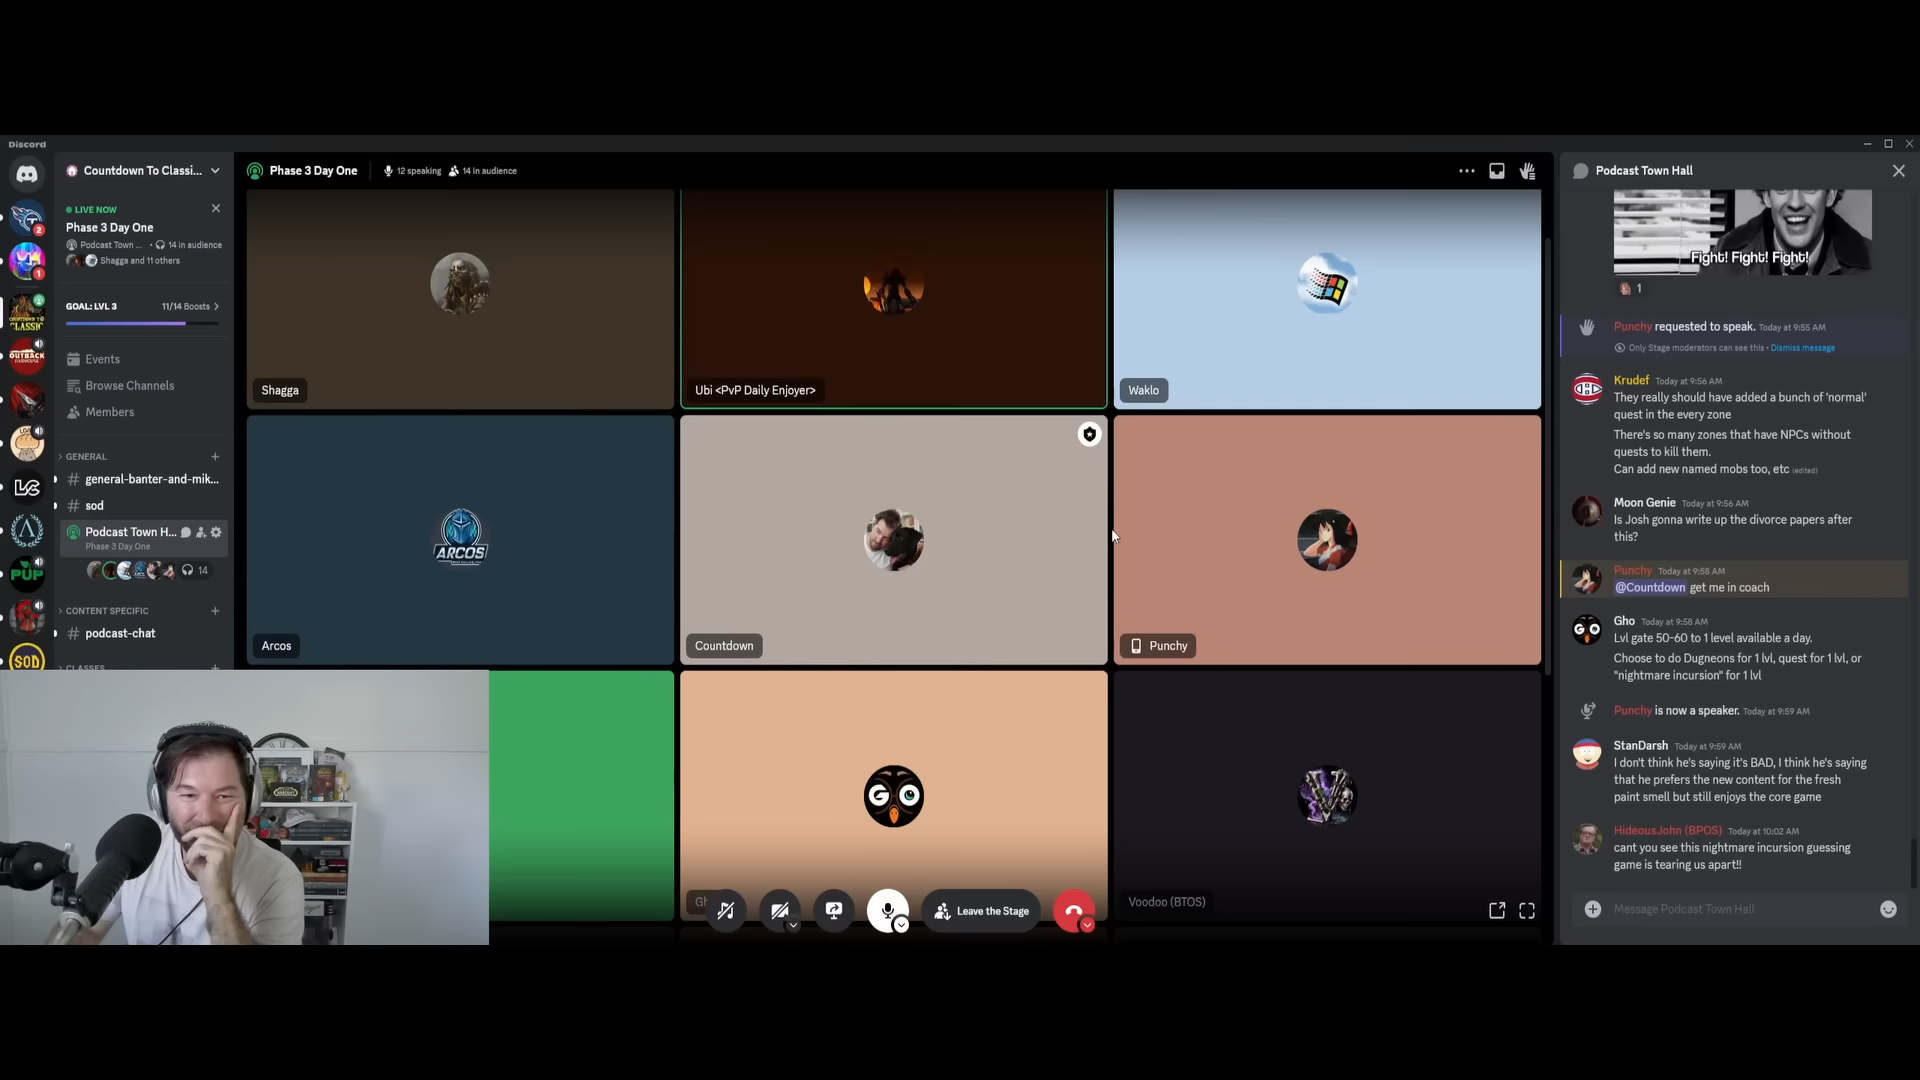 Discord
Countdown To Classi...
LIVE NOW
Phase 3 Day One
Podcast Town ... • 14 in audience
Shagga and 11 others
GOAL: LVL 3 11/14 Boosts
Events
Browse Channels
Members
GENERAL
general-banter-and-mik...
sod
Podcast Town H...
Phase 3 Day One
14
CONTENT SPECIFIC
podcast-chat
CLASSES
2
1
COUNTDOWN TO
CLASSIC
OUTBACK
PUP
SOD
Phase 3 Day One 12 speaking 14 in audience
Shagga
Ubi <PvP Daily Enjoyer>
Waklo
ARCOS
Arcos
Countdown
Punchy
GO
Gh
Voodoo (BTOS)
Leave the Stage
Podcast Town Hall
Fight! Fight! Fight!
1
Punchy requested to speak. Today at 9:55 AM
Only Stage moderators can see this • Dismiss message
Krudef Today at 9:56 AM
They really should have added a bunch of 'normal'
quest in the every zone
There's so many zones that have NPCs without
quests to kill them.
Can add new named mobs too, etc (edited)
Moon Genie Today at 9:56 AM
Is Josh gonna write up the divorce papers after
this?
Punchy Today at 9:58 AM
@Countdown get me in coach
Gho Today at 9:58 AM
Lvl gate 50-60 to 1 level available a day.
Choose to do Dugneons for 1 lvl, quest for 1 lvl, or
"nightmare incursion" for 1 lvl
Punchy is now a speaker. Today at 9:59 AM
StanDarsh Today at 9:59 AM
I don't think he's saying it's BAD, I think he's saying
that he prefers the new content for the fresh
paint smell but still enjoys the core game
HideousJohn (BPOS) Today at 10:02 AM
cant you see this nightmare incursion guessing
game is tearing us apart!!
Message Podcast Town Hall